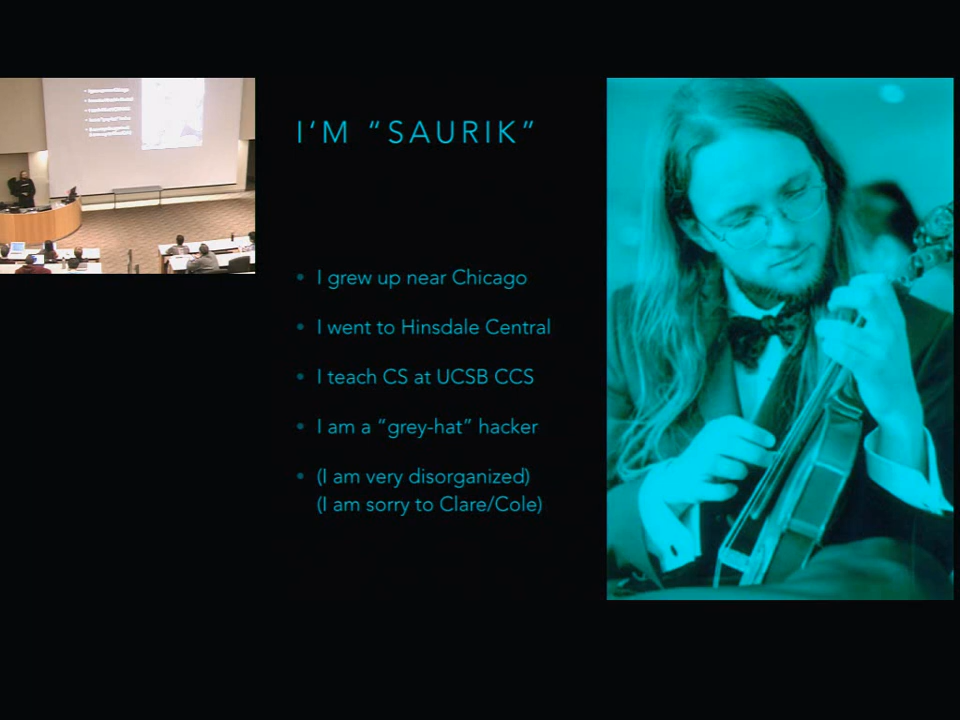 I‘M “SAURIK”
• I grew up near Chicago
• I went to Hinsdale Central
• I teach CS at UCSB CCS
• I am a “grey-hat” hacker
• (I am very disorganized)
(I am sorry to Clare/Cole)